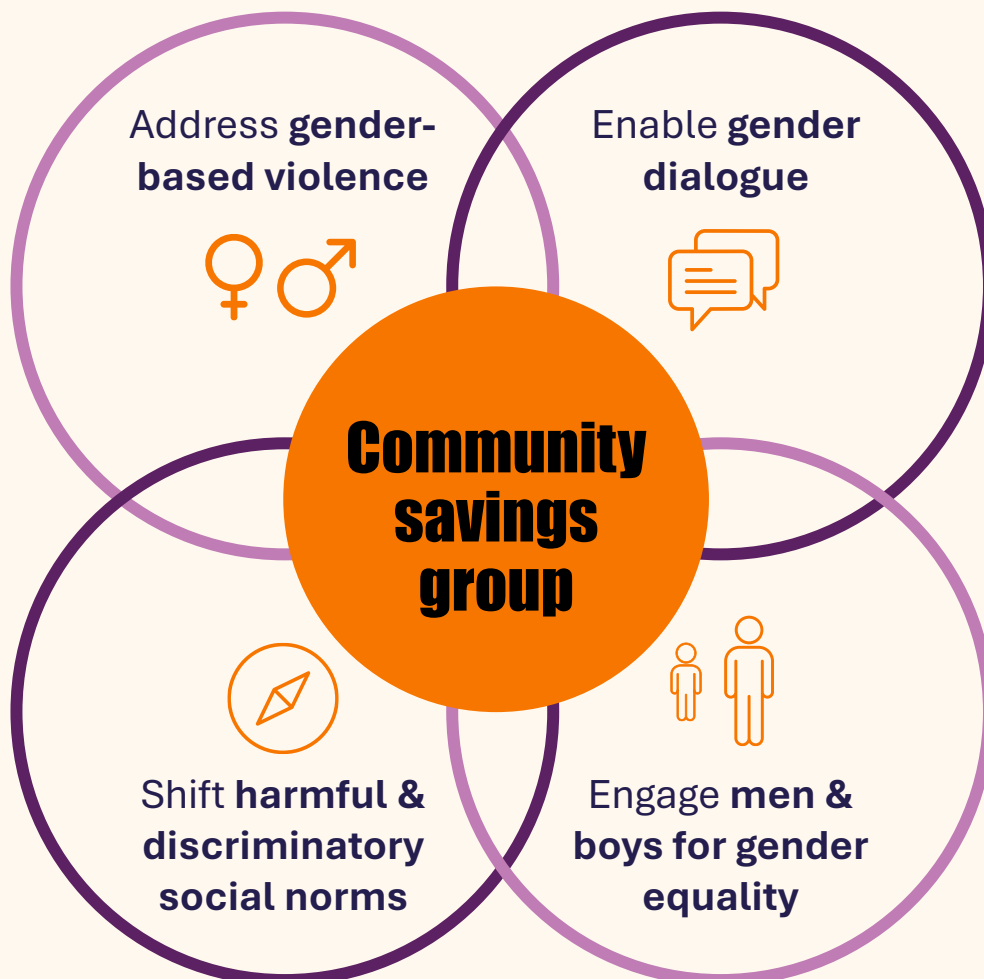 Address gender-
based violence
Enable gender
dialogue
Community
savings
group
Shift harmful &
discriminatory
social norms
Engage men &
boys for gender
equality